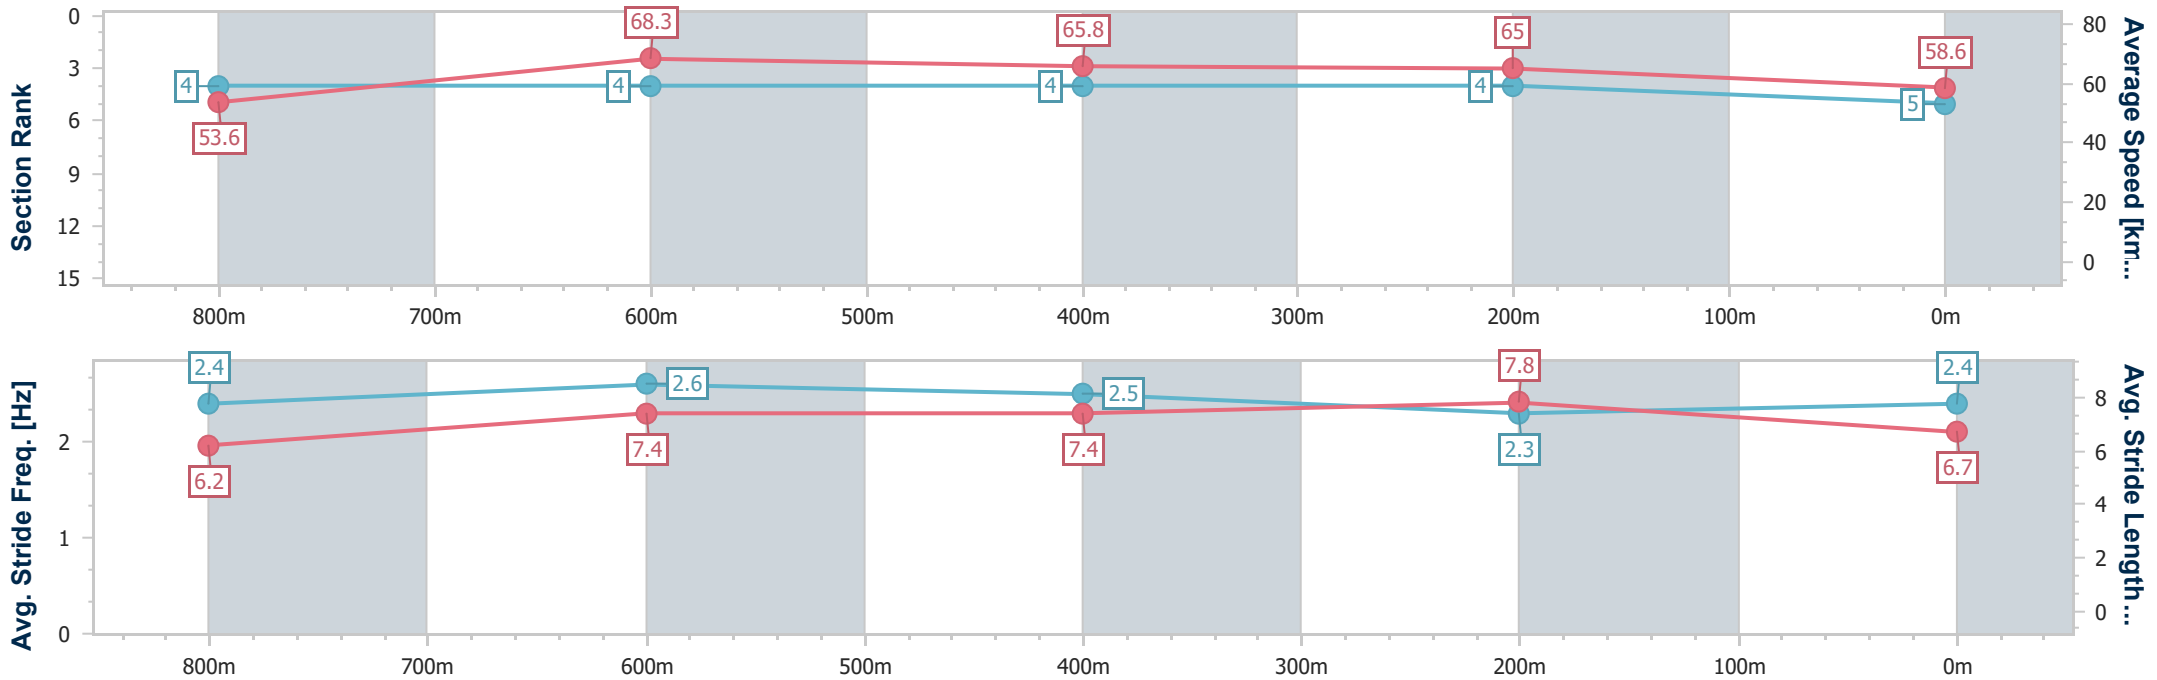 Section Rank
0
3
6
9
12
15
4
4
4
4
5
53.6
68.3
65.8
65
58.6
80
60
40
20
0
Average Speed [km...
800m
700m
600m
500m
400m
300m
200m
100m
0m
Avg. Stride Freq. [Hz]
2
1
0
2.4
2.6
2.5
2.3
2.4
6.2
7.4
7.4
7.8
6.7
8
6
4
2
0
Avg. Stride Length...
800m
700m
600m
500m
400m
300m
200m
100m
0m